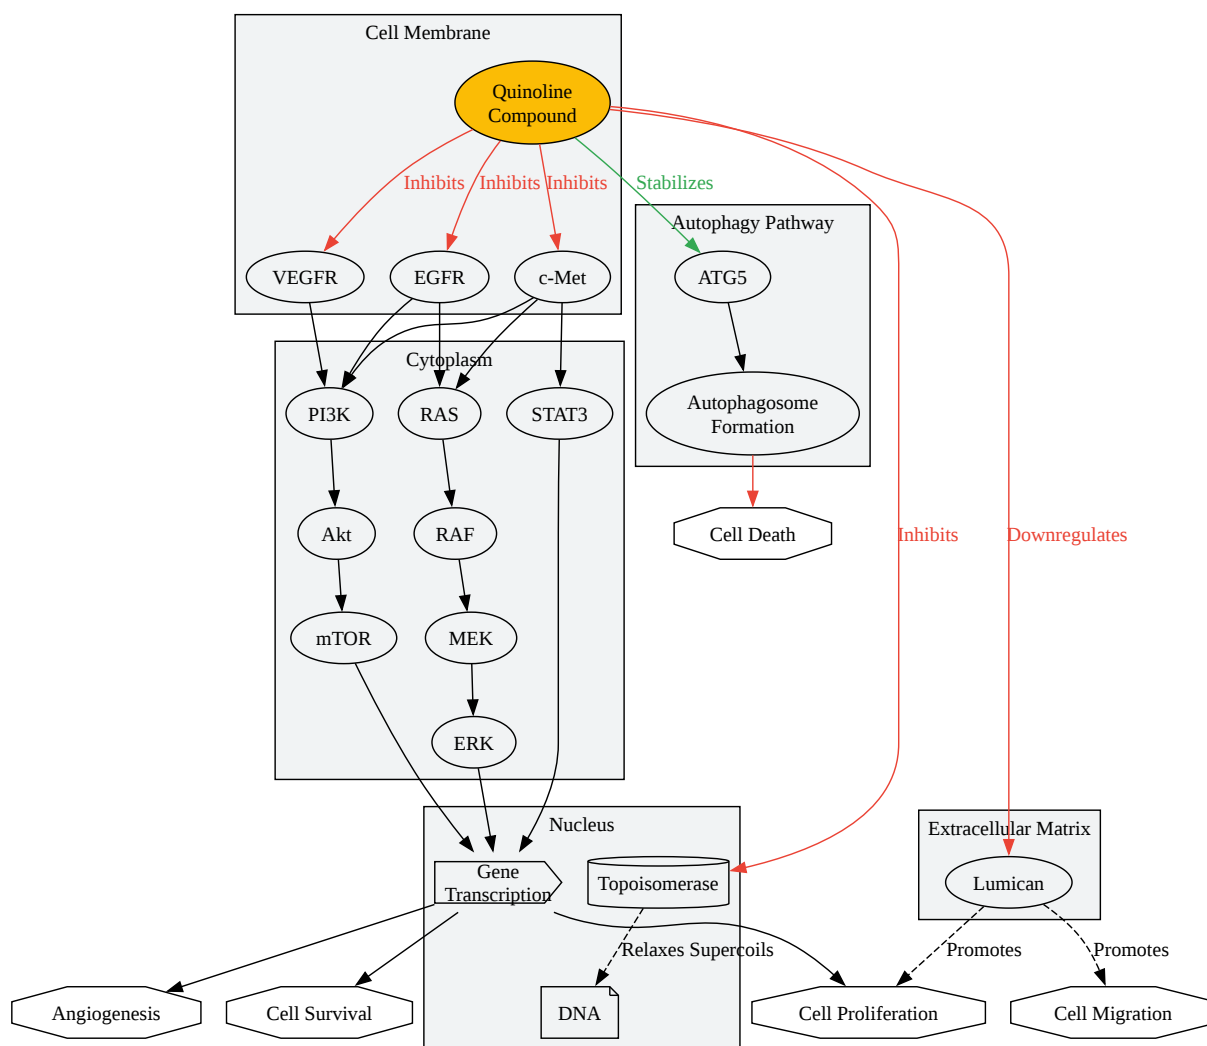 Cell Membrane
Quinoline
Compound
Inhibits
Inhibits
Inhibits
Stabilizes
Autophagy Pathway
VEGFR
EGFR
c-Met
ATG5
Cytoplasm
PI3K
RAS
STAT3
Autophagosome
Formation
Akt
RAF
Cell Death
Inhibits
Downregulates
mTOR
MEK
ERK
Nucleus
Extracellular Matrix
Gene
Transcription
Topoisomerase
Lumican
Relaxes Supercoils
Promotes
Promotes
Angiogenesis
Cell Survival
DNA
Cell Proliferation
Cell Migration